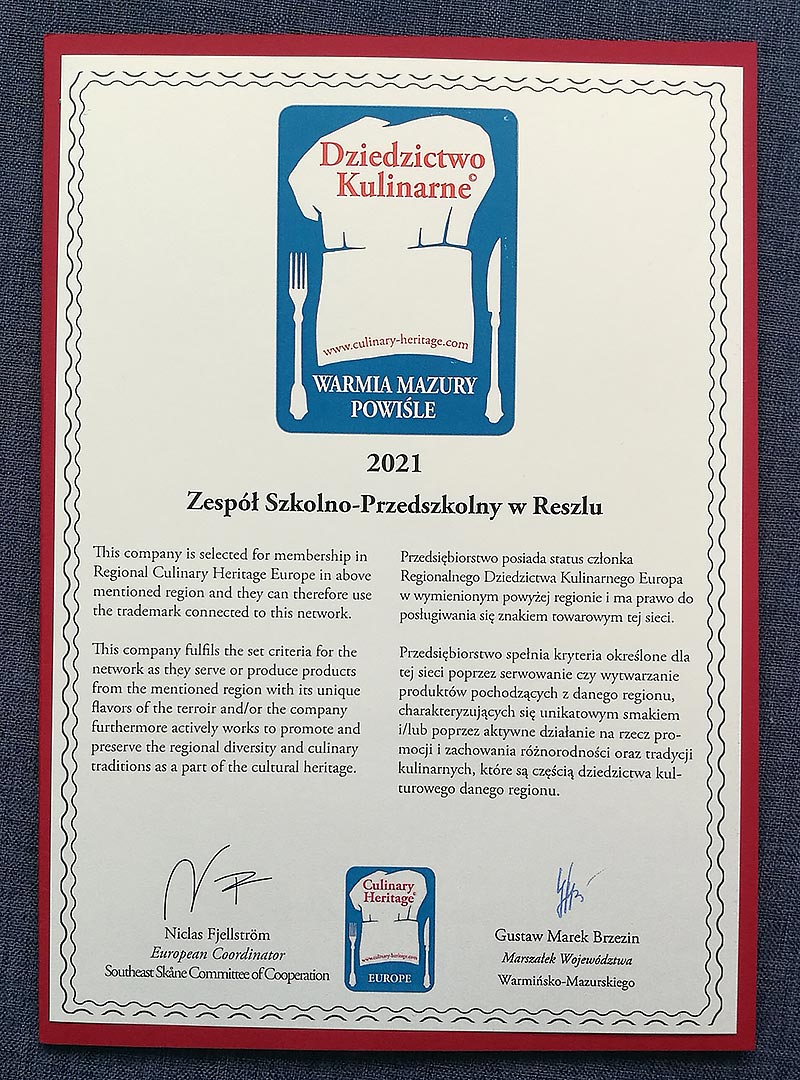 Dziedzictwo
Kulinarne©
www.culinary-heritage.com
WARMIA MAZURY
POWIŚLE
2021
Zespół Szkolno-Przedszkolny w Reszlu
This company is selected for membership in
Regional Culinary Heritage Europe in above
mentioned region and they can therefore use
the trademark connected to this network.
This company fulfils the set criteria for the
network as they serve or produce products
from the mentioned region with its unique
flavors of the terroir and/or the company
furthermore actively works to promote and
preserve the regional diversity and culinary
traditions as a part of the cultural heritage.
Przedsiębiorstwo posiada status członka
Regionalnego Dziedzictwa Kulinarnego Europa
w wymienionym powyżej regionie i ma prawo do
posługiwania się znakiem towarowym tej sieci.
Przedsiębiorstwo spełnia kryteria określone dla
tej sieci poprzez serwowanie czy wytwarzanie
produktów pochodzących z danego regionu,
charakteryzujących się unikatowym smakiem
i/lub poprzez aktywne działanie na rzecz pro-
mocji i zachowania różnorodności oraz tradycji
kulinarnych, które są częścią dziedzictwa kul-
turowego danego regionu.
Niclas Fjellström
European Coordinator
Southeast Skåne Committee of Cooperation
Culinary
Heritage©
www.culinary-heritage.com
EUROPE
Gustaw Marek Brzezin
Marszałek Województwa
Warmińsko-Mazurskiego